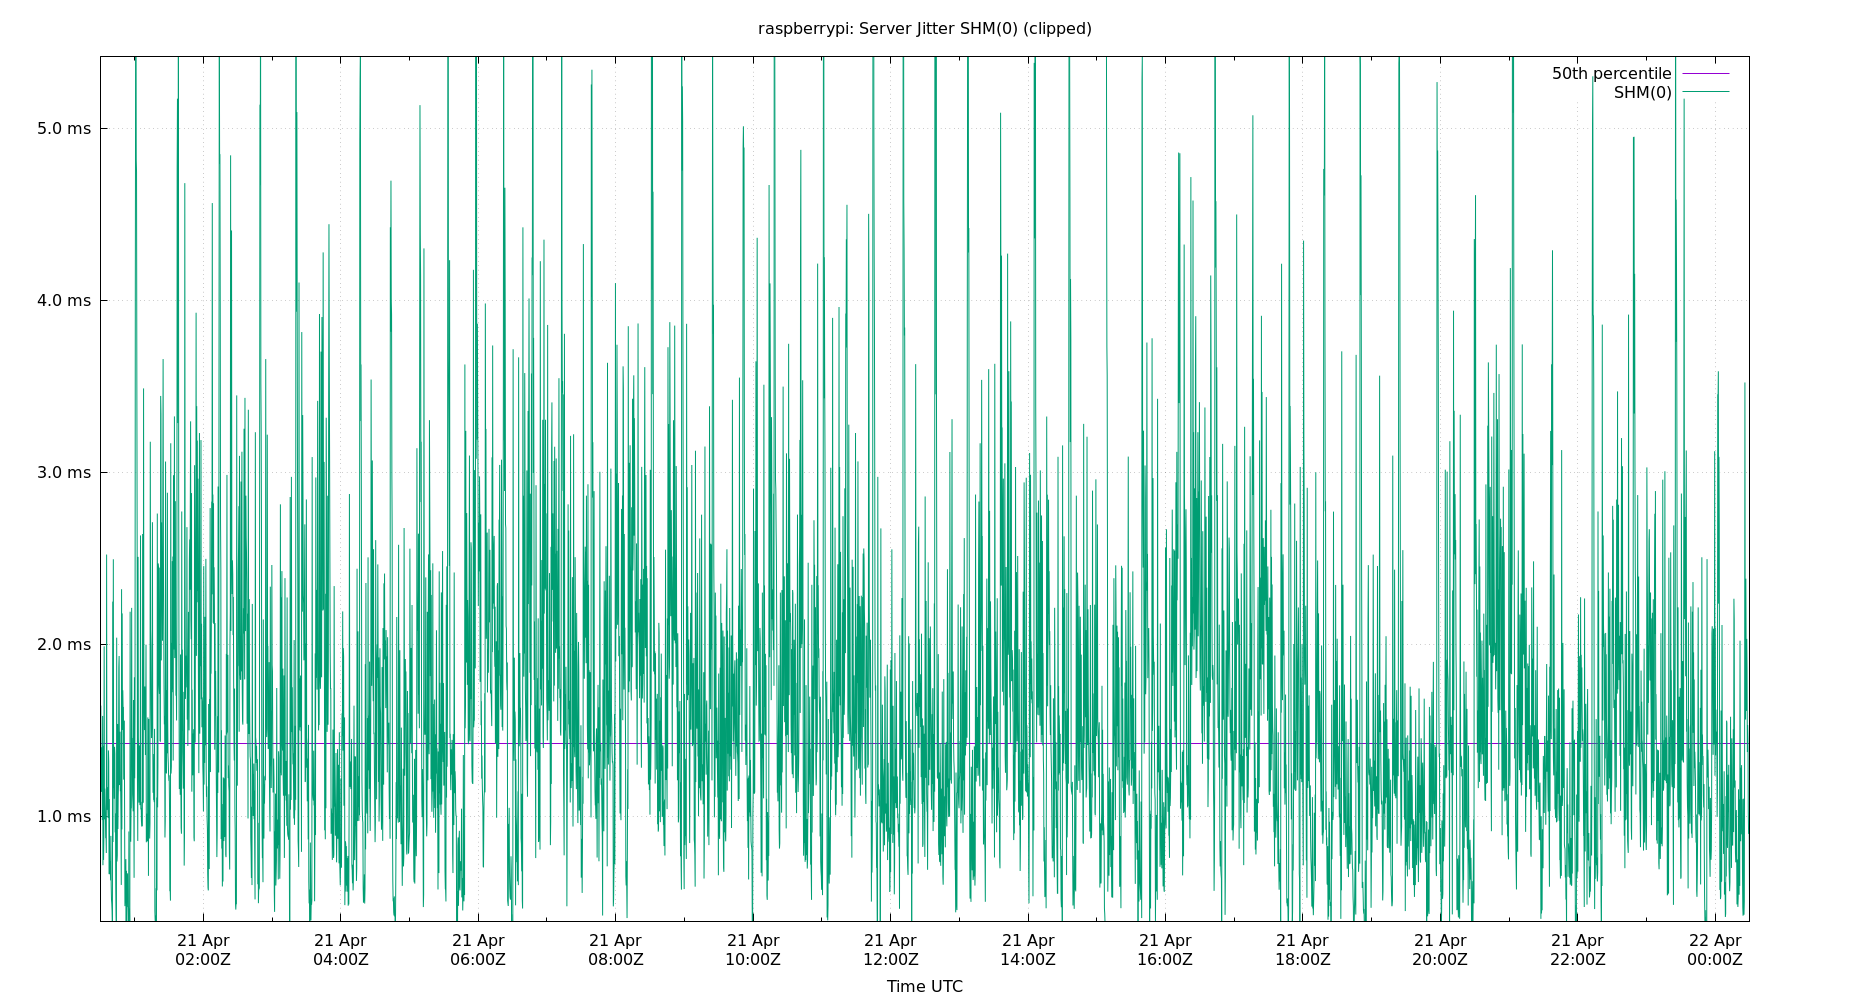 raspberrypi: Server Jitter SHM(0) (clipped)
50th percentile
SHM(0)
5.0 ms
4.0 ms
3.0 ms
2.0 ms
1.0 ms
21 Apr 21 Apr 21 Apr 21 Apr 21 Apr 21 Apr 21 Apr 21 Apr 21 Apr 21 Apr 21 Apr 22 Apr
02:00Z 04:00Z 06:00Z 08:00Z 10:00Z 12:00Z 14:00Z 16:00Z 18:00Z 20:00Z 22:00Z 00:00Z
Time UTC